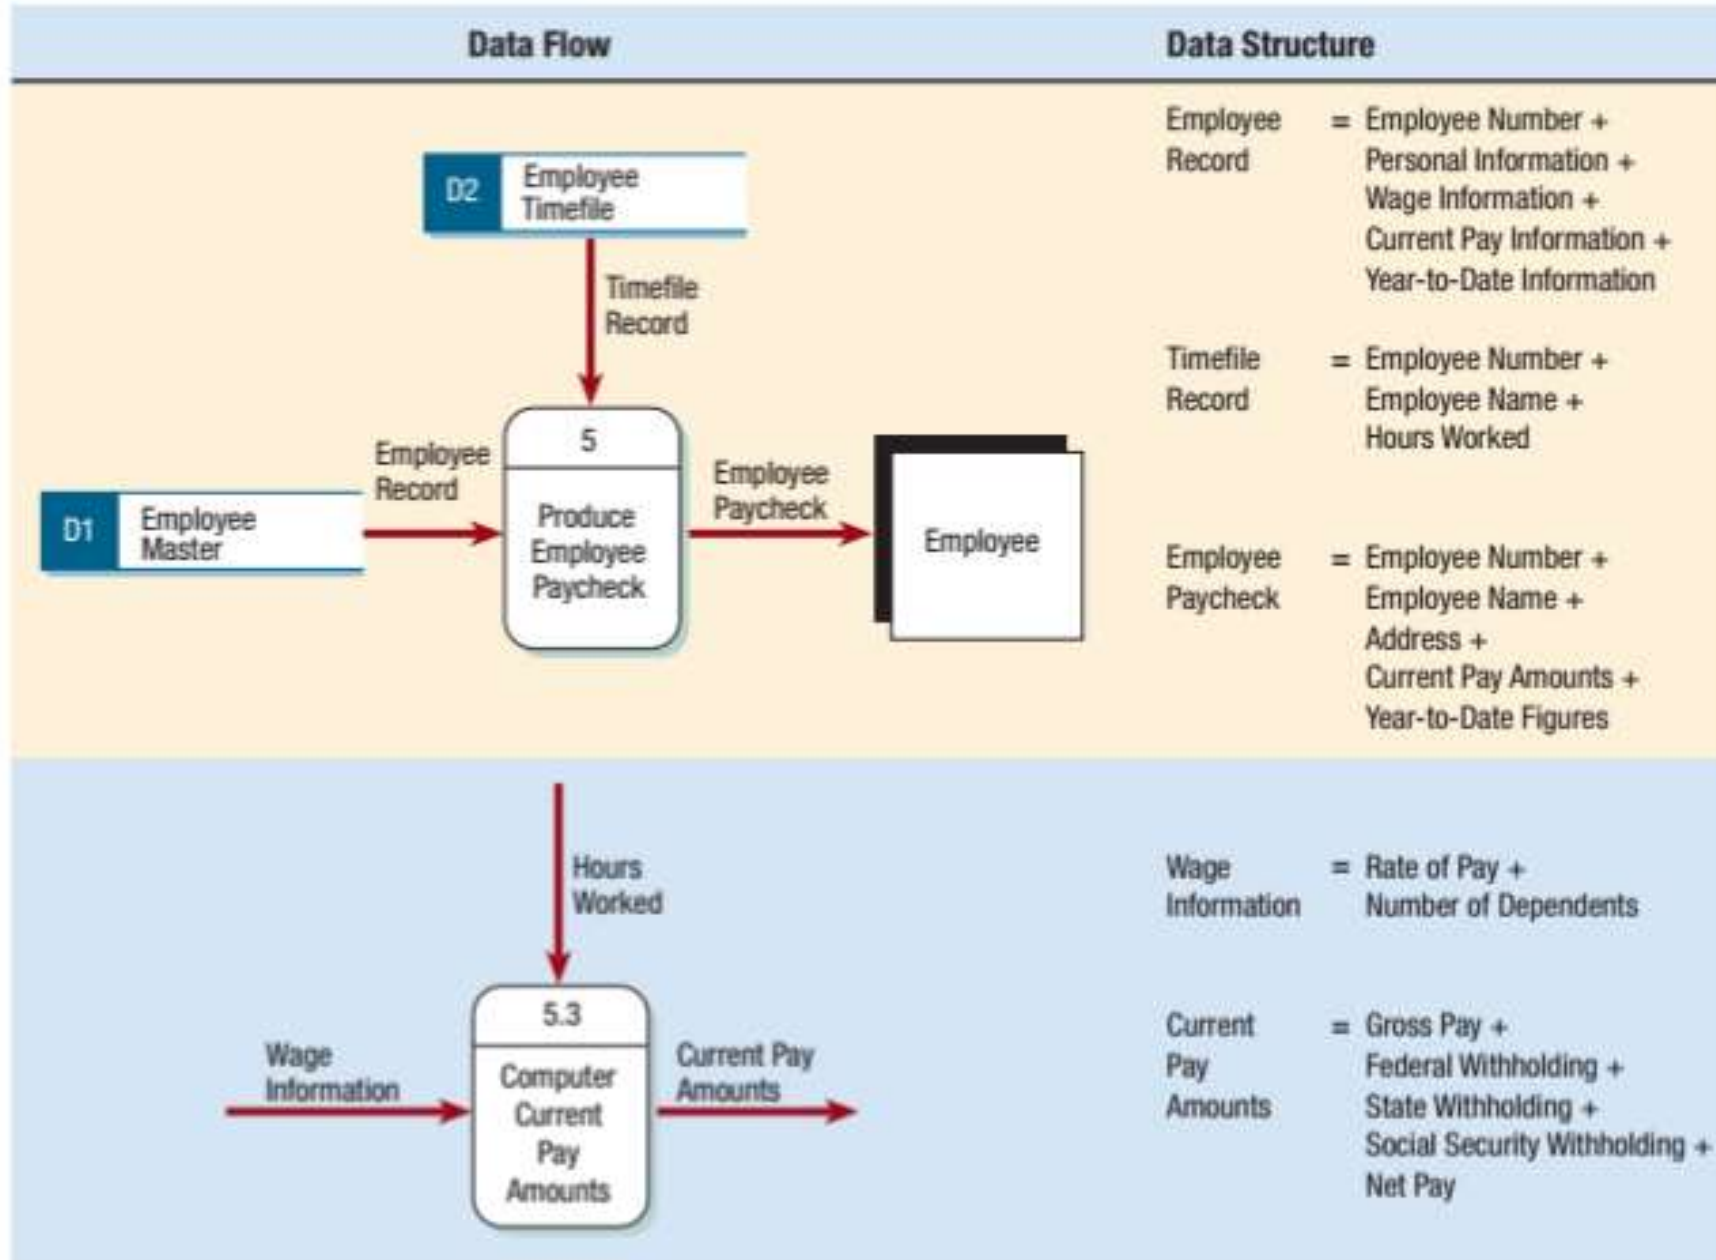 Data Flow
Data Structure
D2
Employee
Timefile
Timefile
Record
Employee
Record
5
Produce
Employee
Paycheck
Employee
Paycheck
D1
Employee
Master
Employee
Employee = Employee Number +
Record Personal Information +
Wage Information +
Current Pay Information +
Year-to-Date Information
Timefile = Employee Number +
Record Employee Name +
Hours Worked
Employee = Employee Number +
Paycheck Employee Name +
Address +
Current Pay Amounts +
Year-to-Date Figures
Hours
Worked
Wage
Information
5.3
Computer
Current
Pay
Amounts
Current Pay
Amounts
Wage = Rate of Pay +
Information Number of Dependents
Current = Gross Pay +
Pay Federal Withholding +
Amounts State Withholding +
Social Security Withholding +
Net Pay